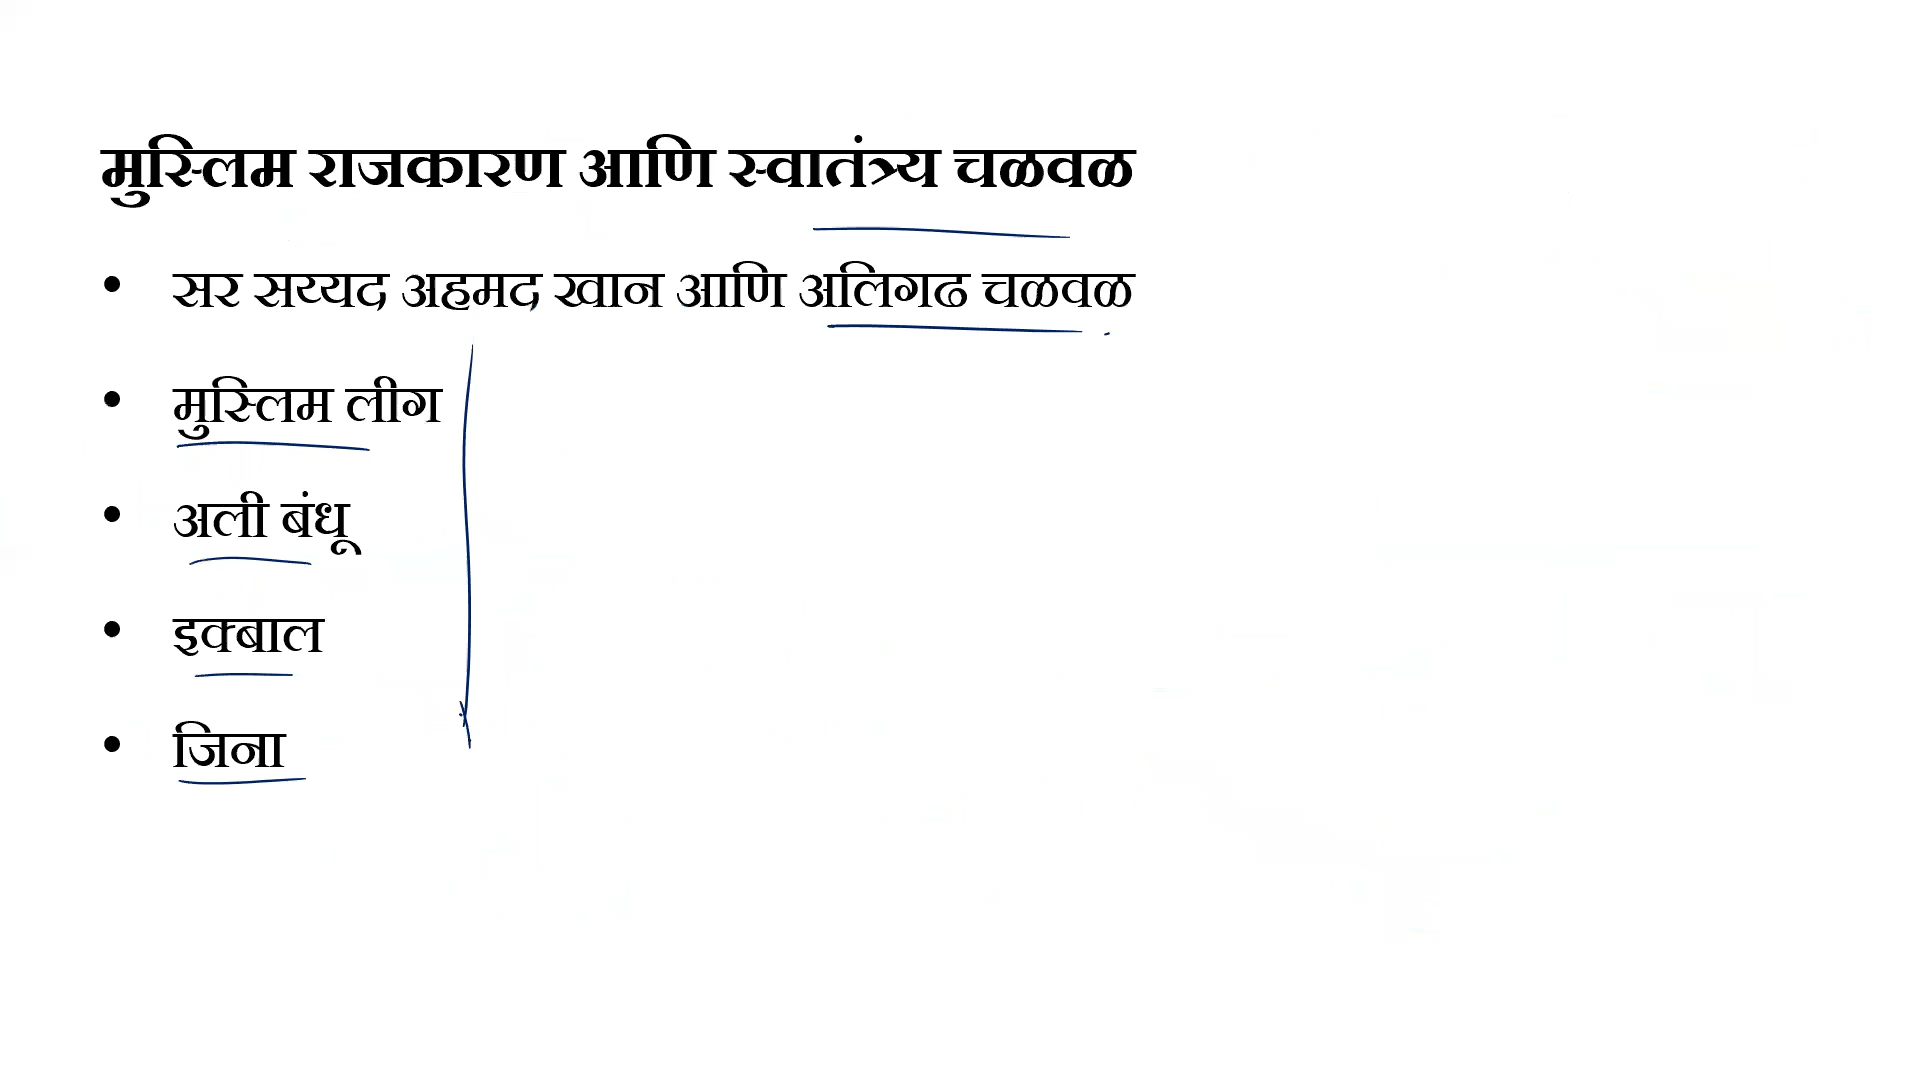 मुस्लिम राजकारण आणि स्वातंत्र्य चळवळ
• सर सय्यद अहमद खान आणि अलिगढ चळवळ
• मुस्लिम लीग
• अली बंधू
• इक्बाल
• जिना